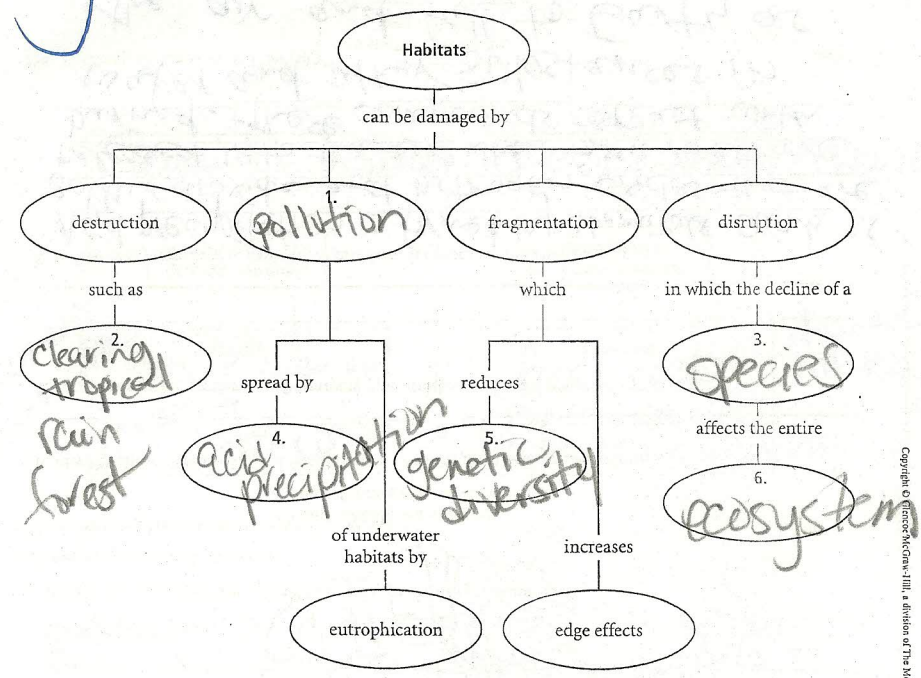 Habitats
can be damaged by
destruction
1.
pollution
fragmentation
disruption
such as
which
in which the decline of a
2.
clearing
tropical
rain
forest
spread by
reduces
3.
species
4.
acid
precipitation
5.
genetic
diversity
affects the entire
6.
ecosystem
of underwater
habitats by
increases
eutrophication
edge effects
Copyright © Glencoe/McGraw-Hill, a division of The